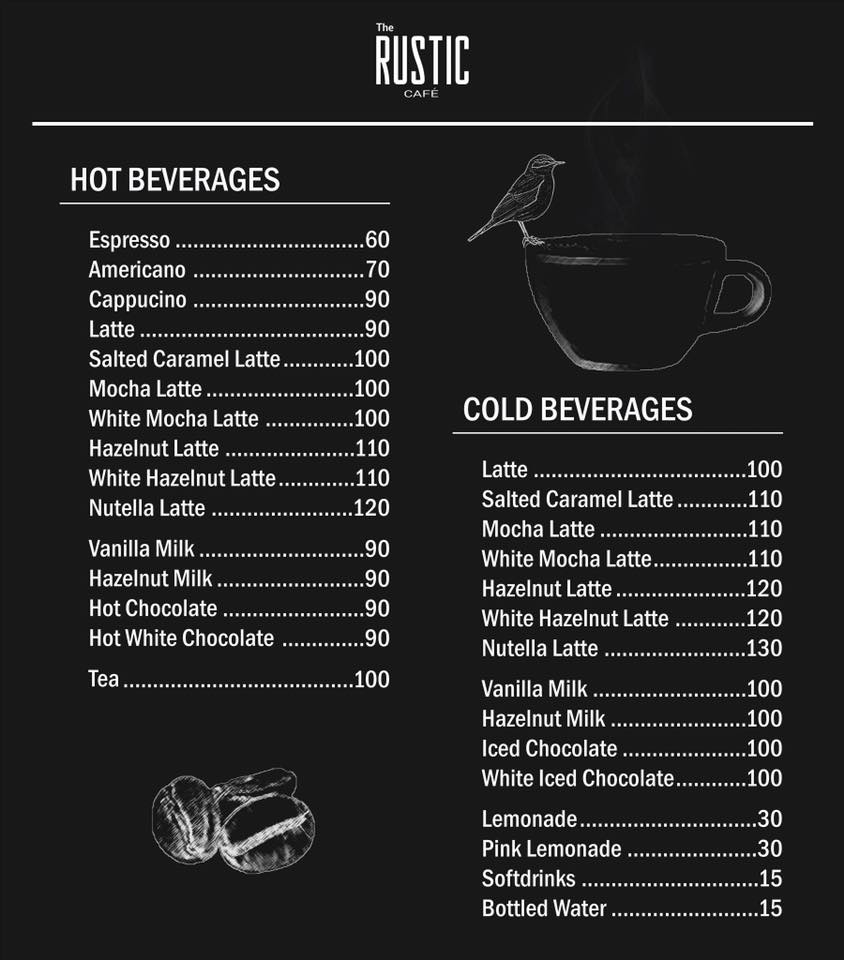 The
RUSTIC
CAFÉ
HOT BEVERAGES
Espresso ................................60
Americano .............................70
Cappucino .............................90
Latte ......................................90
Salted Caramel Latte............100
Mocha Latte .........................100
White Mocha Latte ...............100
Hazelnut Latte ......................110
White Hazelnut Latte.............110
Nutella Latte ........................120
Vanilla Milk ............................90
Hazelnut Milk .........................90
Hot Chocolate ........................90
Hot White Chocolate ..............90
Tea.......................................100
COLD BEVERAGES
Latte ....................................100
Salted Caramel Latte............110
Mocha Latte .........................110
White Mocha Latte................110
Hazelnut Latte ......................120
White Hazelnut Latte ............120
Nutella Latte ........................130
Vanilla Milk ..........................100
Hazelnut Milk .......................100
Iced Chocolate .....................100
White Iced Chocolate............100
Lemonade..............................30
Pink Lemonade ......................30
Softdrinks ..............................15
Bottled Water .........................15